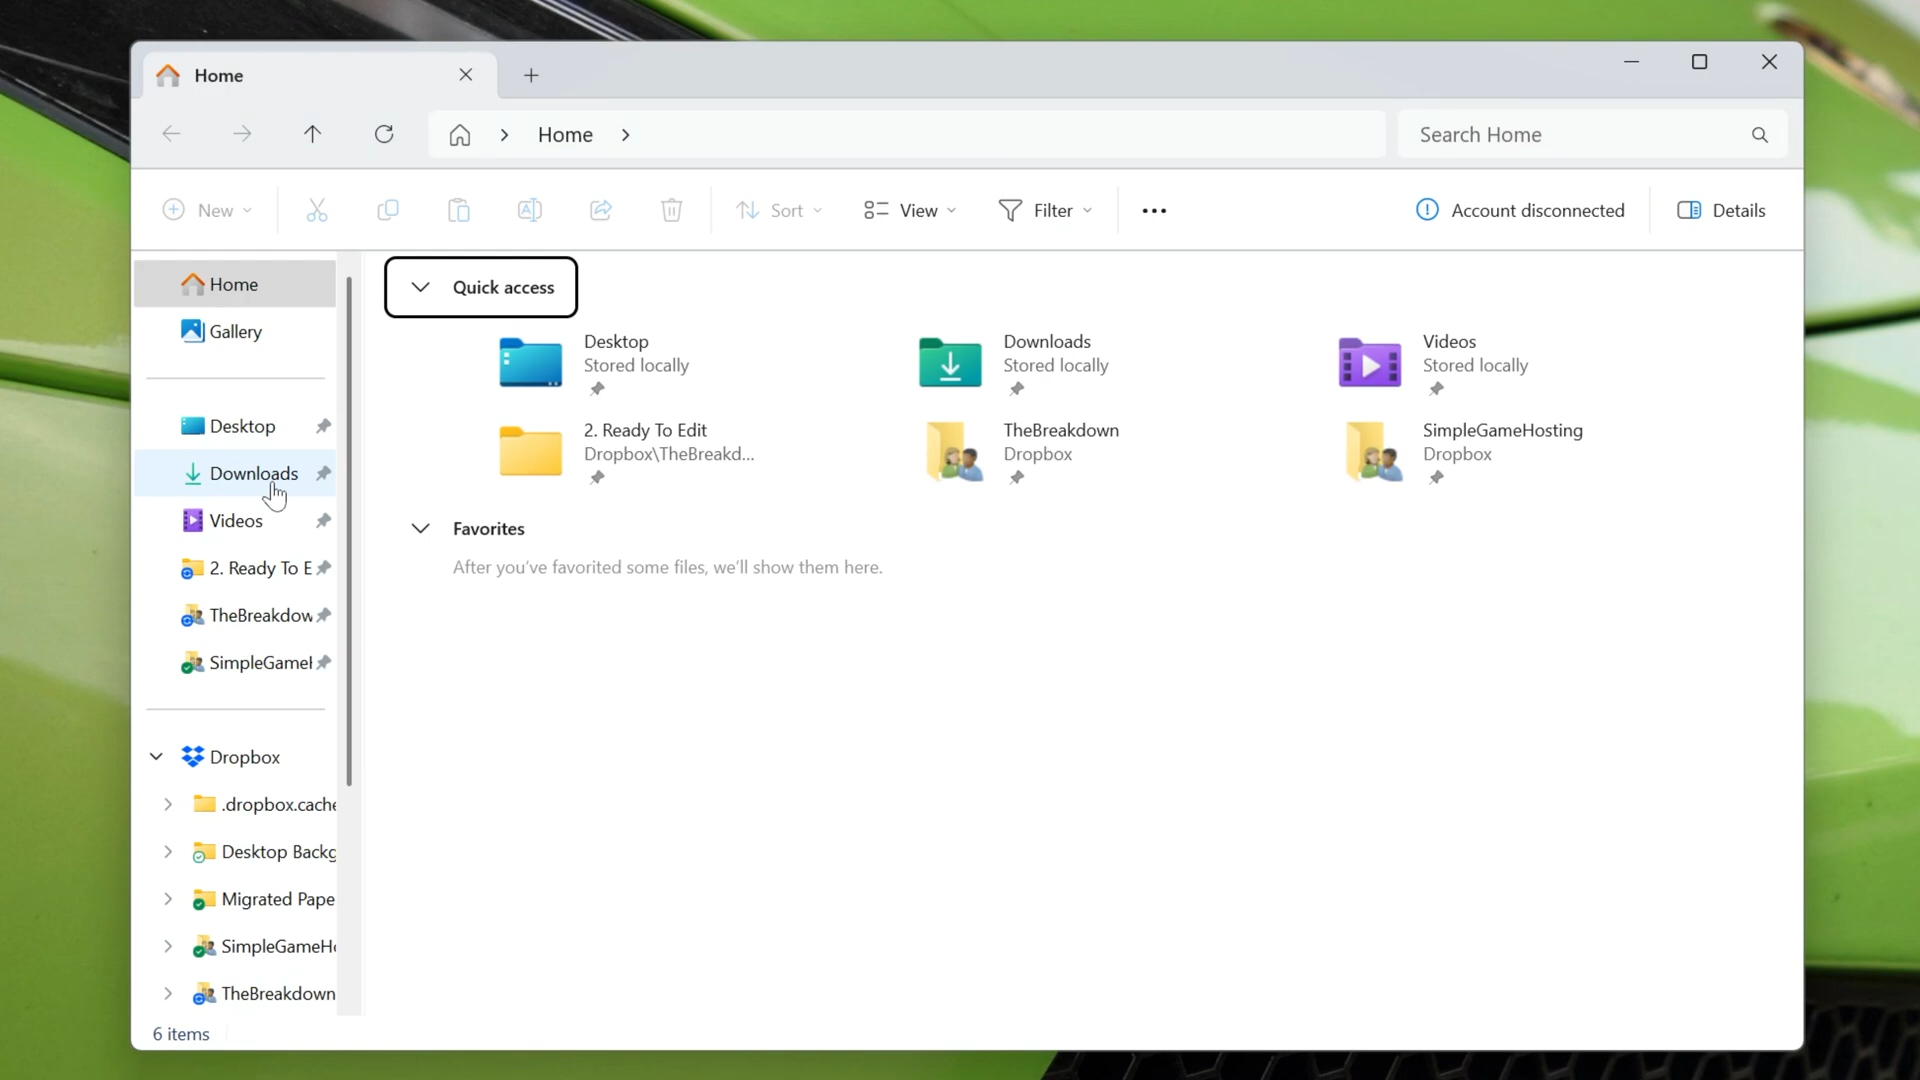 Home
Home
Search Home
New
Sort
View
Filter
Account disconnected
Details
Home
Gallery
Desktop
Downloads
Videos
2. Ready To E
TheBreakdow
SimpleGameH
Dropbox
.dropbox.cache
Desktop Backg
Migrated Pape
SimpleGameHo
TheBreakdown
Quick access
Desktop
Stored locally
Downloads
Stored locally
Videos
Stored locally
2. Ready To Edit
Dropbox\TheBreakd...
TheBreakdown
Dropbox
SimpleGameHosting
Dropbox
Favorites
After you've favorited some files, we'll show them here.
6 items